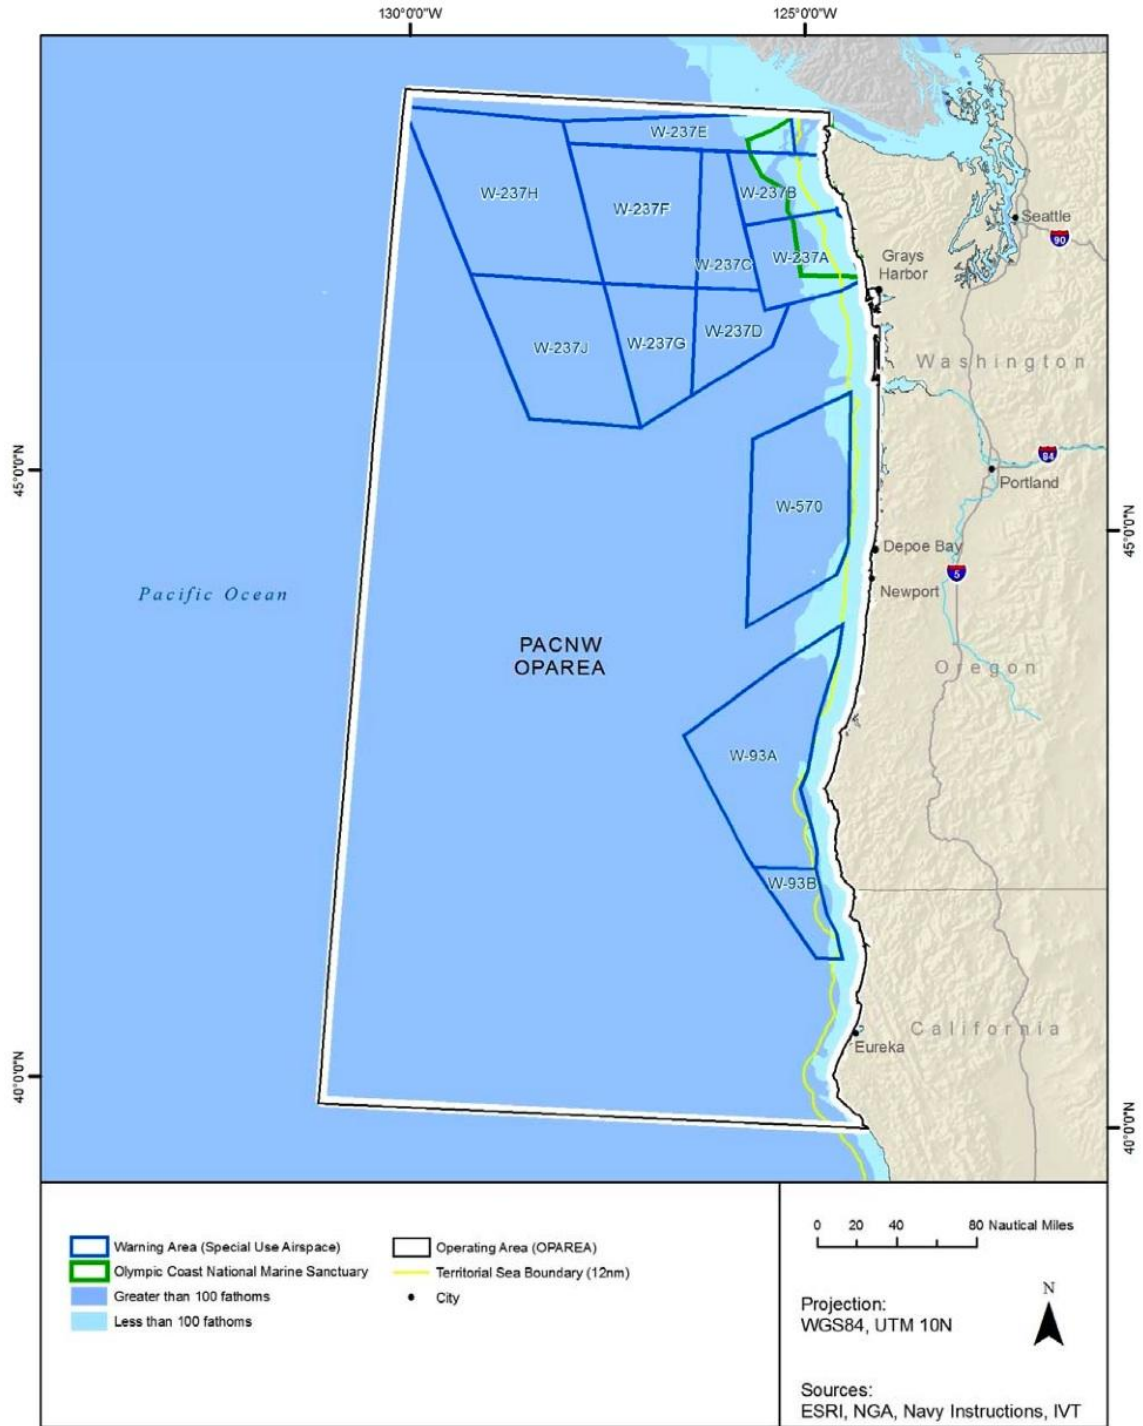 130°0'0"W
125°0'0"W
W-237E
W-237H
W-237F
W-237B
Seattle
90
W-237C
W-237A
Grays
Harbor
W-237J
W-237G
W-237D
Washington
45°0'0"N
84
Portland
W-570
45°0'0"N
Depoe Bay
5
Newport
Pacific Ocean
PACNW
OPAREA
Oregon
W-93A
W-93B
California
Eureka
40°0'0"N
40°0'0"N
Warning Area (Special Use Airspace)
Olympic Coast National Marine Sanctuary
Greater than 100 fathoms
Less than 100 fathoms
Operating Area (OPAREA)
Territorial Sea Boundary (12nm)
City
0 20 40 80 Nautical Miles
Projection:
WGS84, UTM 10N
N
Sources:
ESRI, NGA, Navy Instructions, IVT